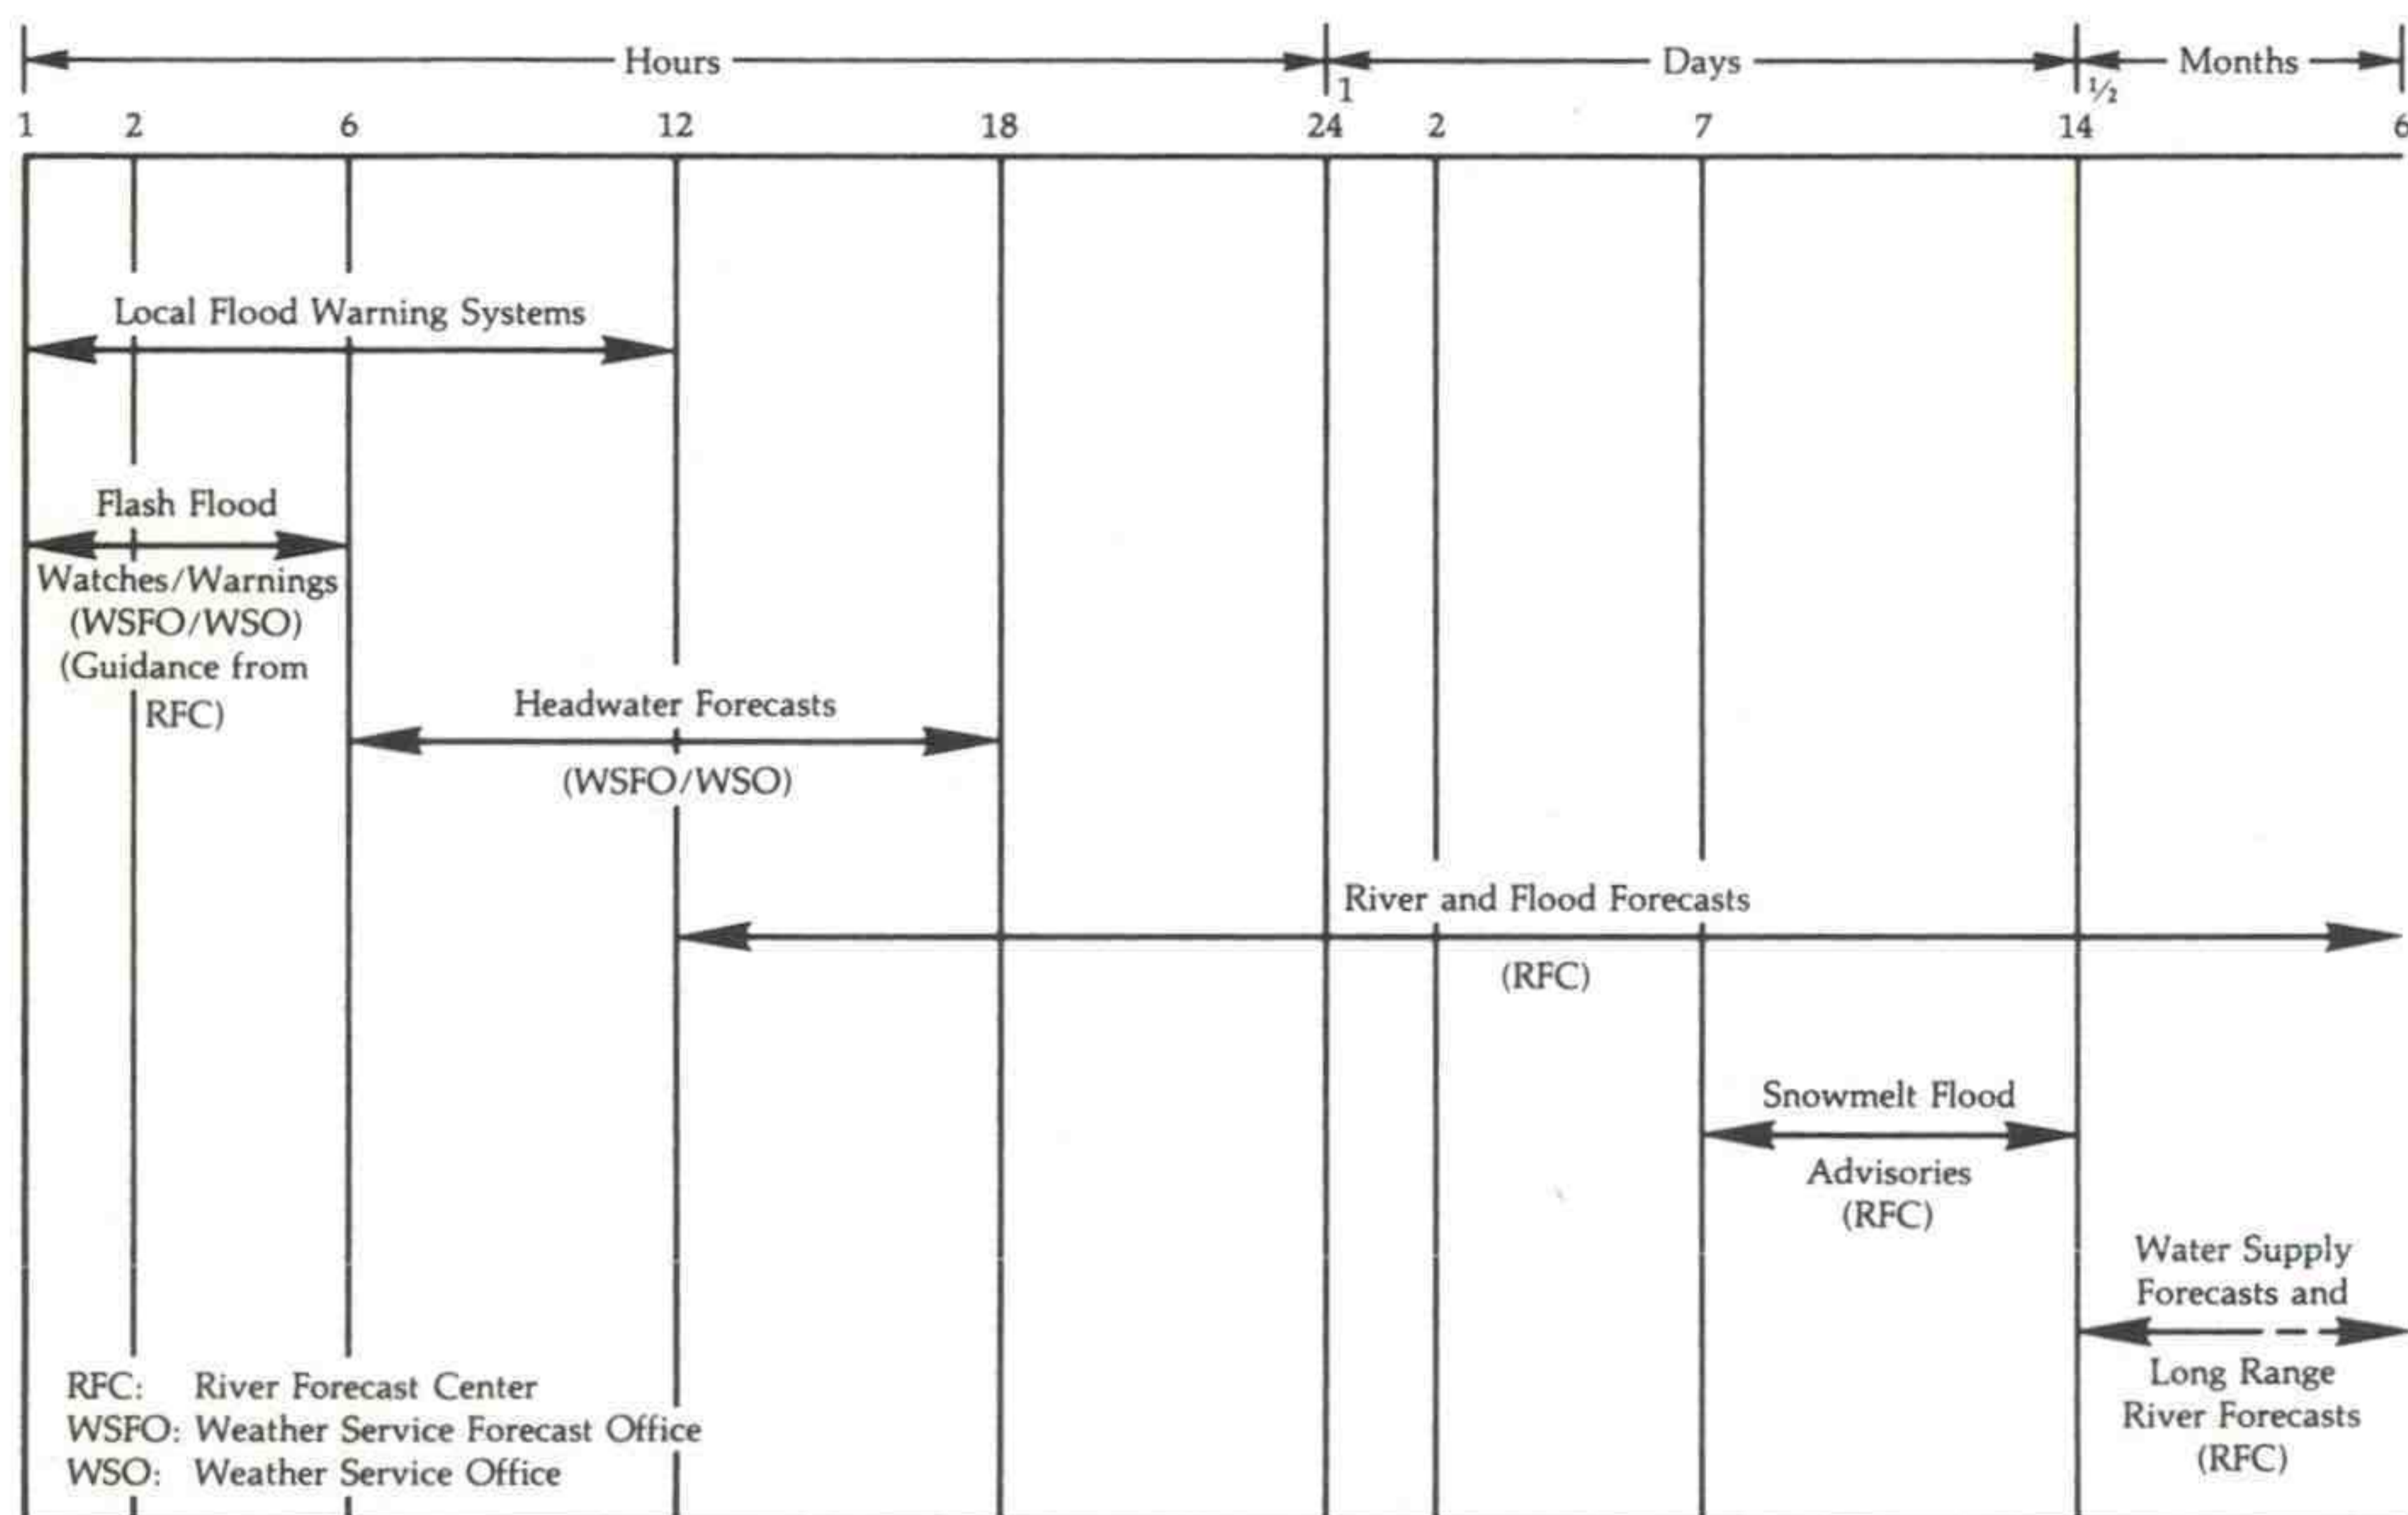 Hours Days Months
1 ½
1 2 6 12 18 24 2 7 14 6
Local Flood Warning Systems
Flash Flood
Watches/Warnings
(WSFO/WSO)
(Guidance from
RFC)
Headwater Forecasts
(WSFO/WSO)
River and Flood Forecasts
(RFC)
Snowmelt Flood
Advisories
(RFC)
Water Supply
Forecasts and
Long Range
River Forecasts
(RFC)
RFC: River Forecast Center
WSFO: Weather Service Forecast Office
WSO: Weather Service Office